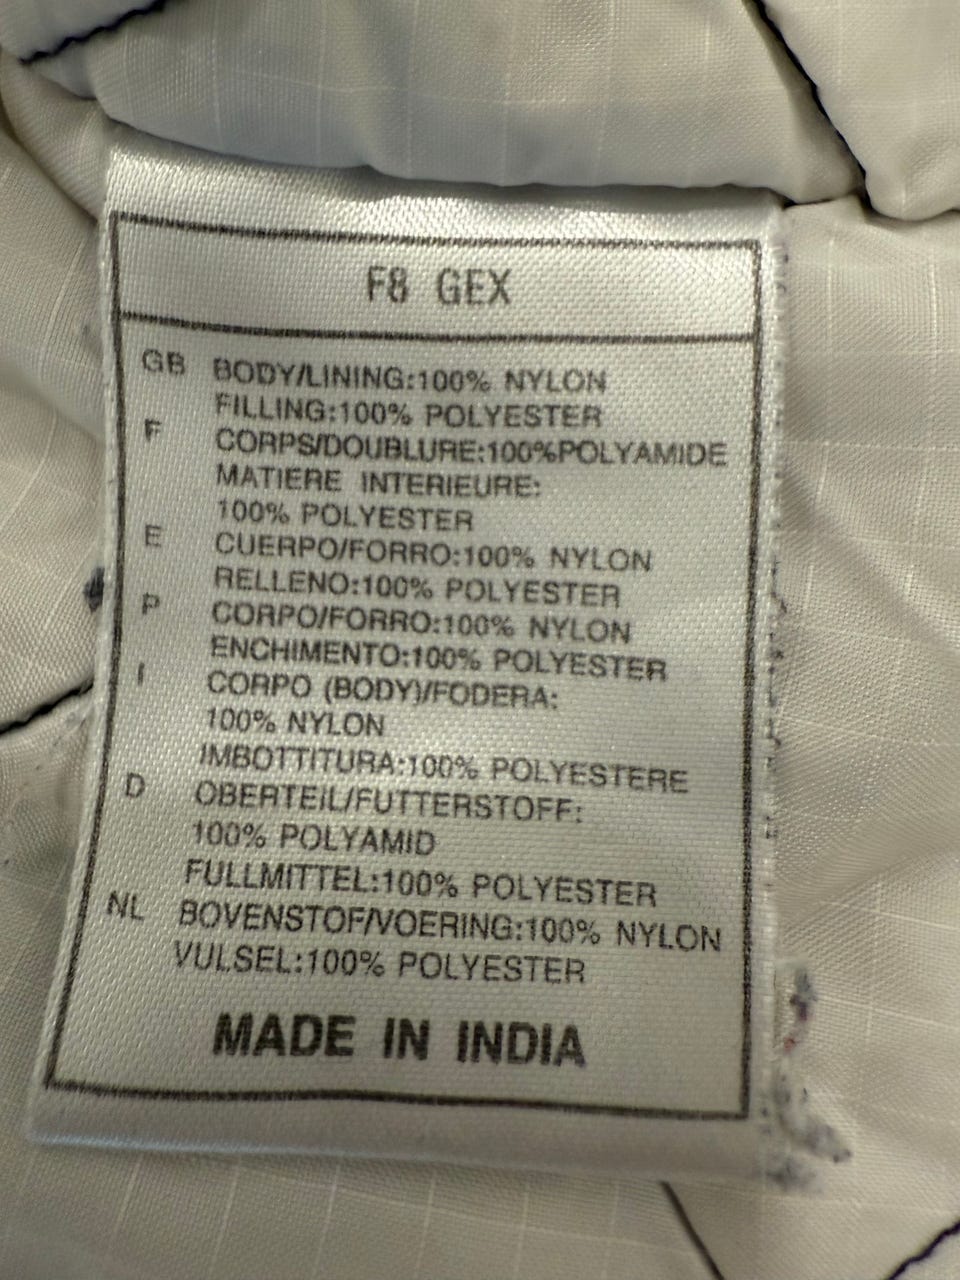 F8 GEX
GB BODY/LINING:100% NYLON
FILLING:100% POLYESTER
F CORPS/DOUBLURE:100%POLYAMIDE
MATIERE INTERIEURE:
100% POLYESTER
E CUERPO/FORRO:100% NYLON
RELLENO:100% POLYESTER
P CORPO/FORRO:100% NYLON
ENCHIMENTO:100% POLYESTER
I CORPO (BODY)/FODERA:
100% NYLON
IMBOTTITURA:100% POLYESTERE
D OBERTEIL/FUTTERSTOFF:
100% POLYAMID
FULLMITTEL:100% POLYESTER
NL BOVENSTOF/VOERING:100% NYLON
VULSEL:100% POLYESTER
MADE IN INDIA